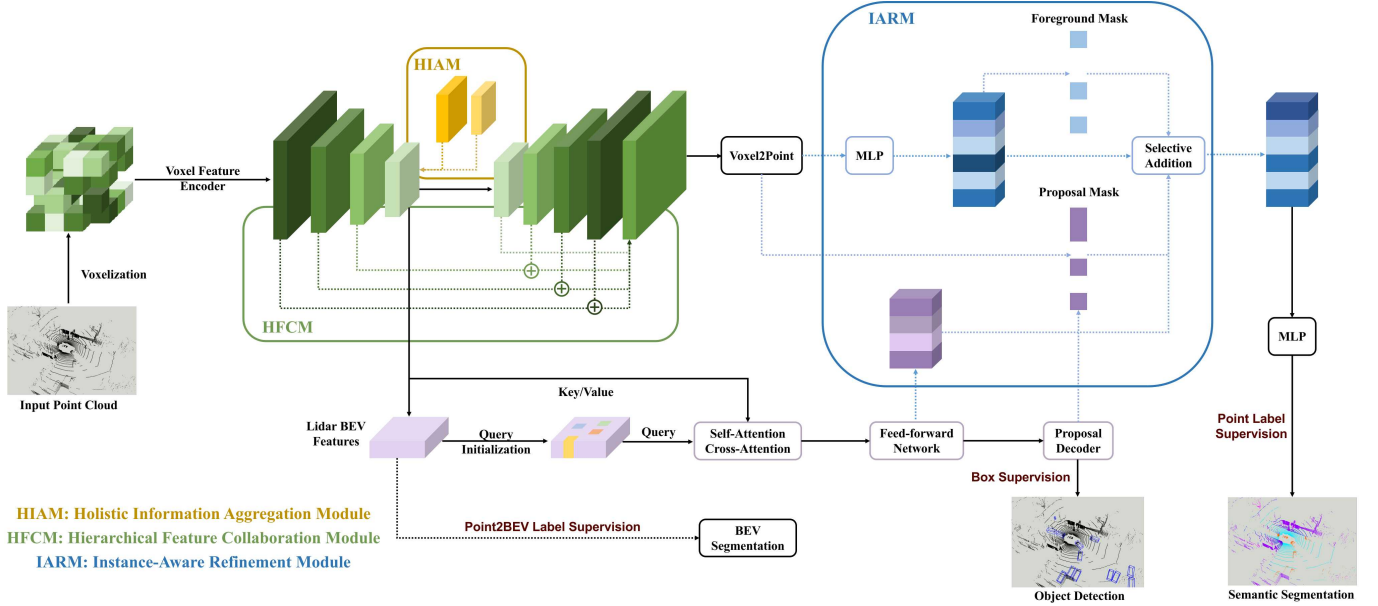 IARM
Foreground Mask
HIAM
Voxel Feature
Encoder
Voxel2Point
MLP
Selective
Addition
Proposal Mask
Voxelization
HFCM
MLP
Input Point Cloud
Key/Value
Lidar BEV
Features
Query
Initialization
Query
Self-Attention
Cross-Attention
Feed-forward
Network
Proposal
Decoder
Point Label
Supervision
Box Supervision
HIAM: Holistic Information Aggregation Module
HFCM: Hierarchical Feature Collaboration Module
IARM: Instance-Aware Refinement Module
Point2BEV Label Supervision
BEV
Segmentation
Object Detection
Semantic Segmentation